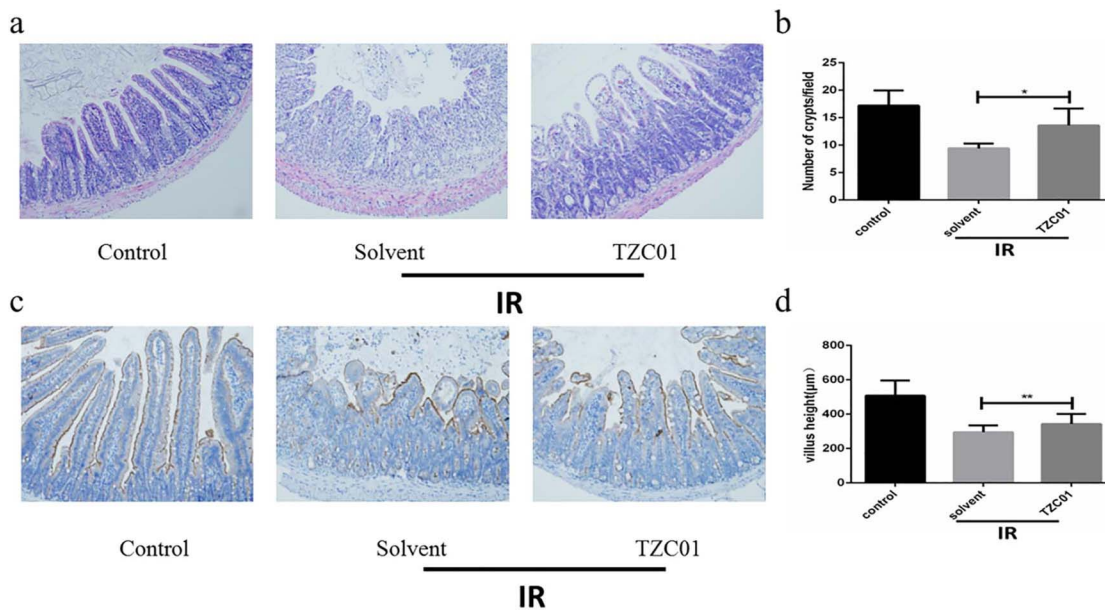 a
Control
Solvent
TZC01
IR
b
Number of crypts/field
25
20
15
10
5
0
*
control
solvent
TZC01
IR
c
Control
Solvent
TZC01
IR
d
villus height(μm)
800
600
400
200
0
**
control
solvent
TZC01
IR